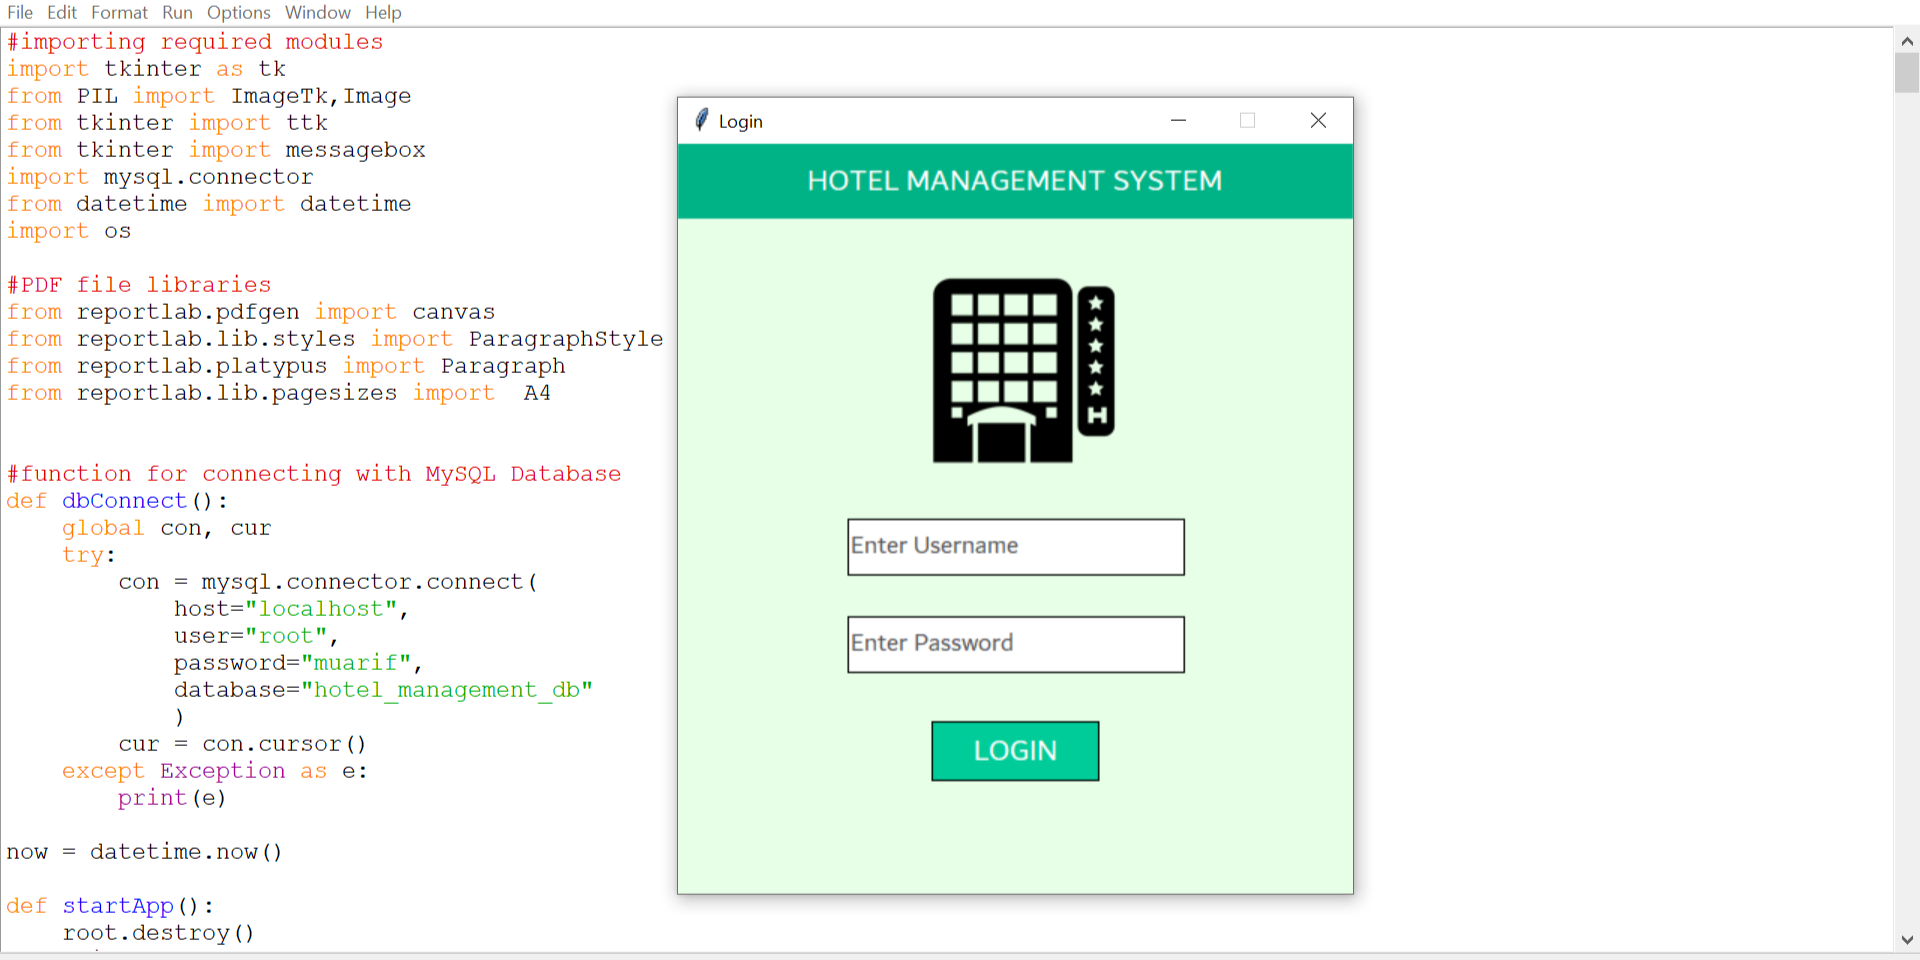 File Edit Format Run Options Window Help
#importing required modules
import tkinter as tk
from PIL import ImageTk,Image
from tkinter import ttk
from tkinter import messagebox
import mysql.connector
from datetime import datetime
import os
#PDF file libraries
from reportlab.pdfgen import canvas
from reportlab.lib.styles import ParagraphStyle
from reportlab.platypus import Paragraph
from reportlab.lib.pagesizes import  A4
#function for connecting with MySQL Database
def dbConnect():
    global con, cur
    try:
        con = mysql.connector.connect(
            host="localhost",
            user="root",
            password="muarif",
            database="hotel_management_db"
            )
        cur = con.cursor()
    except Exception as e:
        print(e)
now = datetime.now()
def startApp():
    root.destroy()
Login
HOTEL MANAGEMENT SYSTEM
H
Enter Username
Enter Password
LOGIN